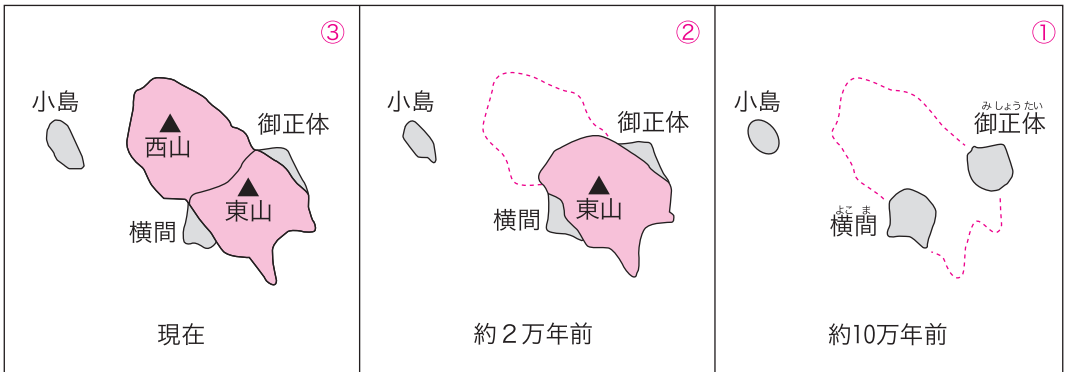 ③
小島
西山
御正体
東山
横間
現在
②
小島
御正体
横間
東山
約2万年前
①
小島
みしょうたい
御正体
よこま
横間
約10万年前